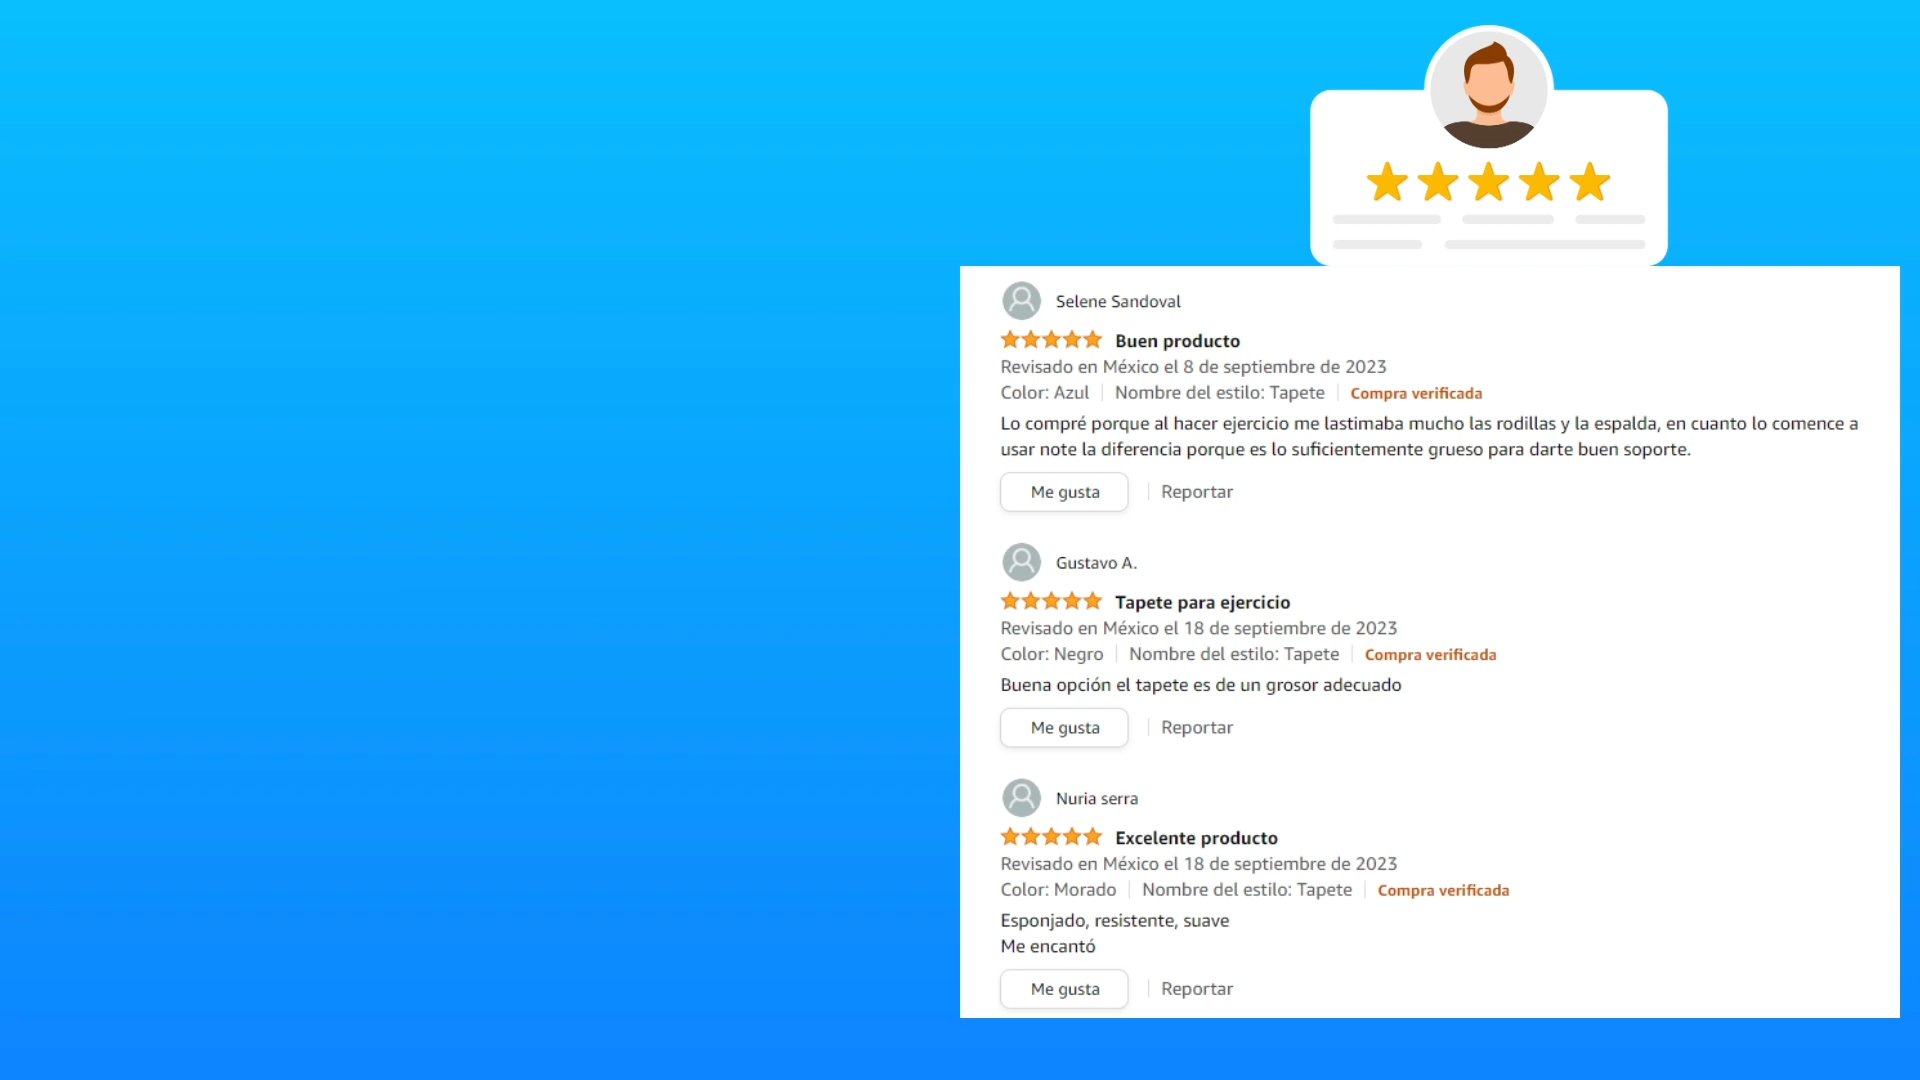 Selene Sandoval
Buen producto
Revisado en México el 8 de septiembre de 2023
Color: Azul | Nombre del estilo: Tapete | Compra verificada
Lo compré porque al hacer ejercicio me lastimaba mucho las rodillas y la espalda, en cuanto lo comence a
usar note la diferencia porque es lo suficientemente grueso para darte buen soporte.
Me gusta | Reportar
Gustavo A.
Tapete para ejercicio
Revisado en México el 18 de septiembre de 2023
Color: Negro | Nombre del estilo: Tapete | Compra verificada
Buena opción el tapete es de un grosor adecuado
Me gusta | Reportar
Nuria serra
Excelente producto
Revisado en México el 18 de septiembre de 2023
Color: Morado | Nombre del estilo: Tapete | Compra verificada
Esponjado, resistente, suave
Me encantó
Me gusta | Reportar